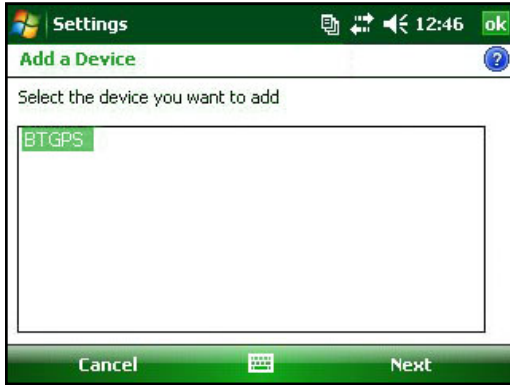 Settings 12:46 ok
Add a Device ?
Select the device you want to add
BTGPS
Cancel Next